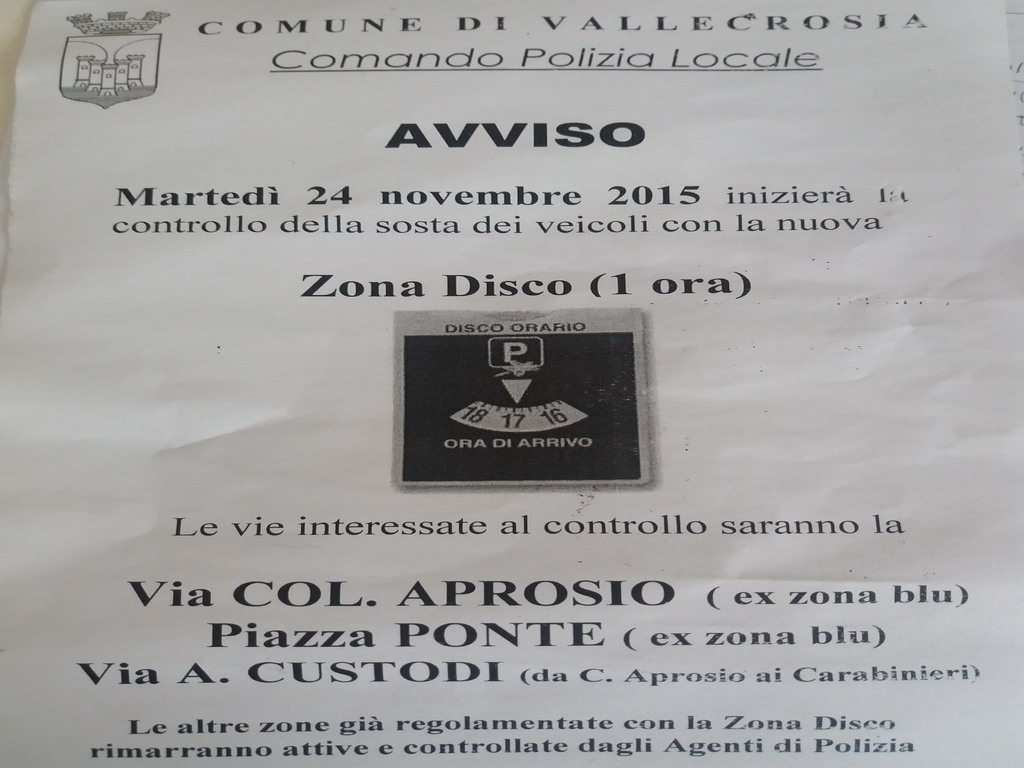 COMUNE DI VALLECROSIA
Comando Polizia Locale
AVVISO
Martedì 24 novembre 2015 inizierà
controllo della sosta dei veicoli con la nuova
Zona Disco (1 ora)
DISCO ORARIO
P
18 17 16
ORA DI ARRIVO
Le vie interessate al controllo saranno la
Via COL. APROSIO ( ex zona blu)
Piazza PONTE ( ex zona blu)
Via A. CUSTODI (da C. Aprosio ai Carabinieri)
Le altre zone già regolamentate con la Zona Disco
rimarranno attive e controllate dagli Agenti di Polizia